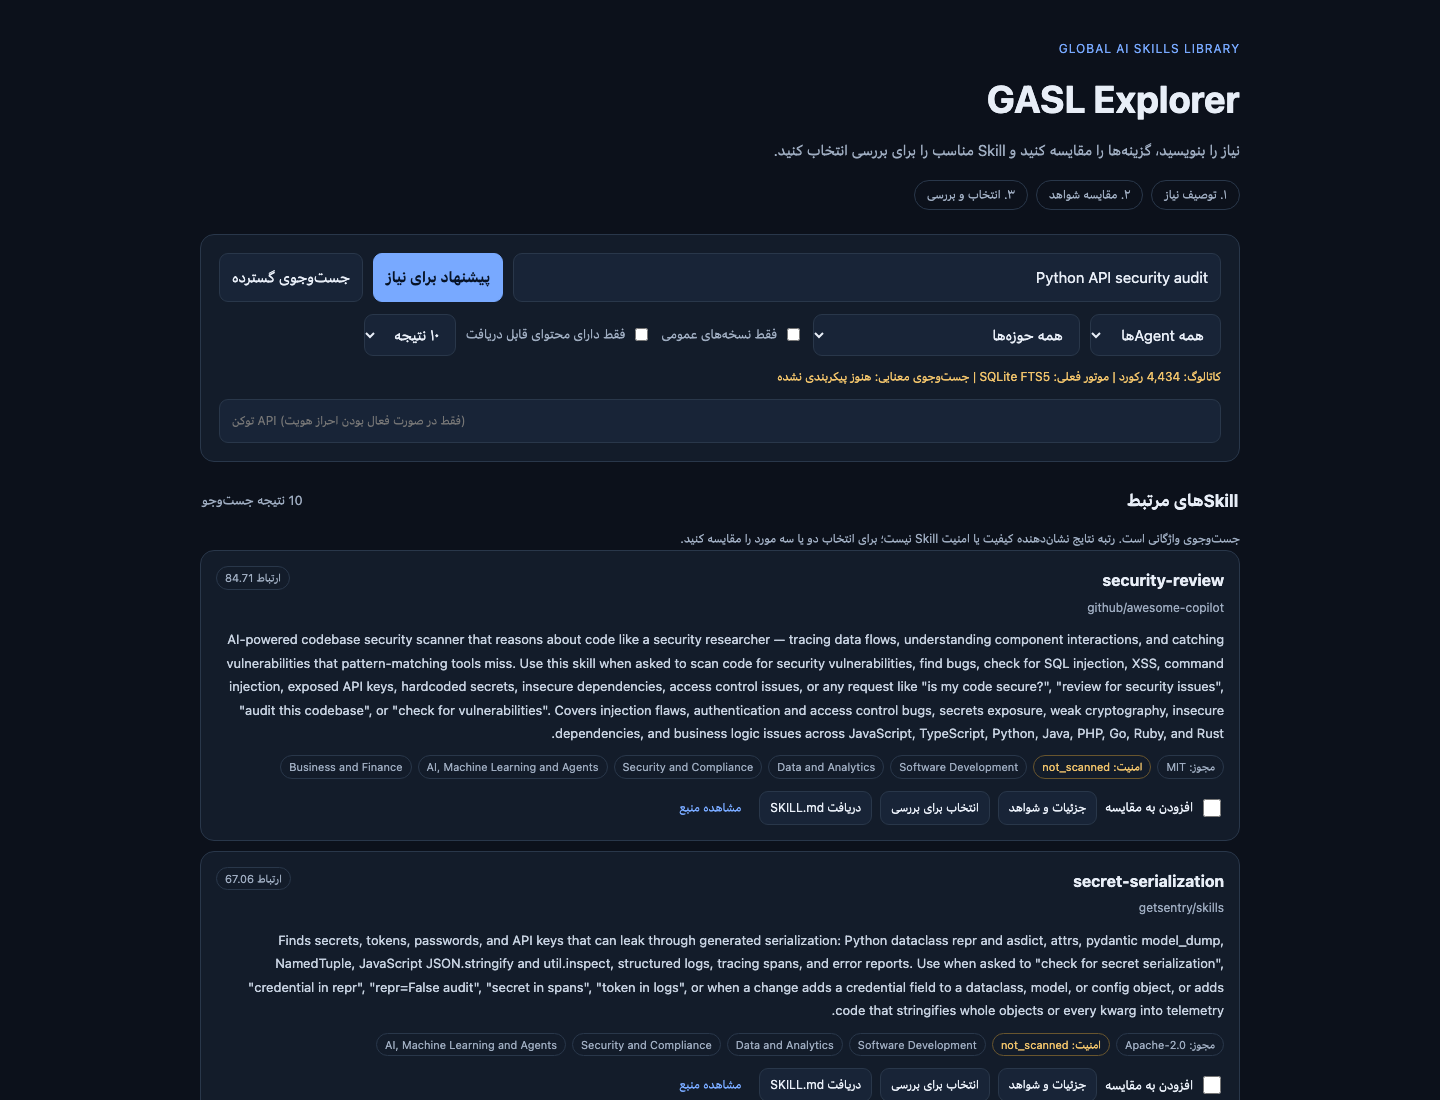 GLOBAL AI SKILLS LIBRARY
GASL Explorer
نیاز را بنویسید، گزینه‌ها را مقایسه کنید و Skill مناسب را برای بررسی انتخاب کنید.
۱. توصیف نیاز
۲. مقایسه شواهد
۳. انتخاب و بررسی
Python API security audit
پیشنهاد برای نیاز
جست‌وجوی گسترده
همه Agentها
همه حوزه‌ها
فقط نسخه‌های عمومی
فقط دارای محتوای قابل دریافت
۱۰ نتیجه
کاتالوگ: 4,434 رکورد | موتور فعلی: SQLite FTS5 | جست‌وجوی معنایی: هنوز پیکربندی نشده
توکن API (فقط در صورت فعال بودن احراز هویت)
Skillهای مرتبط
10 نتیجه جست‌وجو
جست‌وجوی واژگانی است. رتبه نتایج نشان‌دهنده کیفیت یا امنیت Skill نیست؛ برای انتخاب دو یا سه مورد را مقایسه کنید.
security-review
ارتباط 84.71
github/awesome-copilot
AI-powered codebase security scanner that reasons about code like a security researcher — tracing data flows, understanding component interactions, and catching
vulnerabilities that pattern-matching tools miss. Use this skill when asked to scan code for security vulnerabilities, find bugs, check for SQL injection, XSS, command
injection, exposed API keys, hardcoded secrets, insecure dependencies, access control issues, or any request like "is my code secure?", "review for security issues",
"audit this codebase", or "check for vulnerabilities". Covers injection flaws, authentication and access control bugs, secrets exposure, weak cryptography, insecure
dependencies, and business logic issues across JavaScript, TypeScript, Python, Java, PHP, Go, Ruby, and Rust.
مجوز: MIT
امنیت: not_scanned
Software Development
Data and Analytics
Security and Compliance
AI, Machine Learning and Agents
Business and Finance
افزودن به مقایسه
جزئیات و شواهد
انتخاب برای بررسی
دریافت SKILL.md
مشاهده منبع
secret-serialization
ارتباط 67.06
getsentry/skills
Finds secrets, tokens, passwords, and API keys that can leak through generated serialization: Python dataclass repr and asdict, attrs, pydantic model_dump,
NamedTuple, JavaScript JSON.stringify and util.inspect, structured logs, tracing spans, and error reports. Use when asked to "check for secret serialization",
"credential in repr", "repr=False audit", "secret in spans", "token in logs", or when a change adds a credential field to a dataclass, model, or config object, or adds
code that stringifies whole objects or every kwarg into telemetry.
مجوز: Apache-2.0
امنیت: not_scanned
Software Development
Data and Analytics
Security and Compliance
AI, Machine Learning and Agents
افزودن به مقایسه
جزئیات و شواهد
انتخاب برای بررسی
دریافت SKILL.md
مشاهده منبع